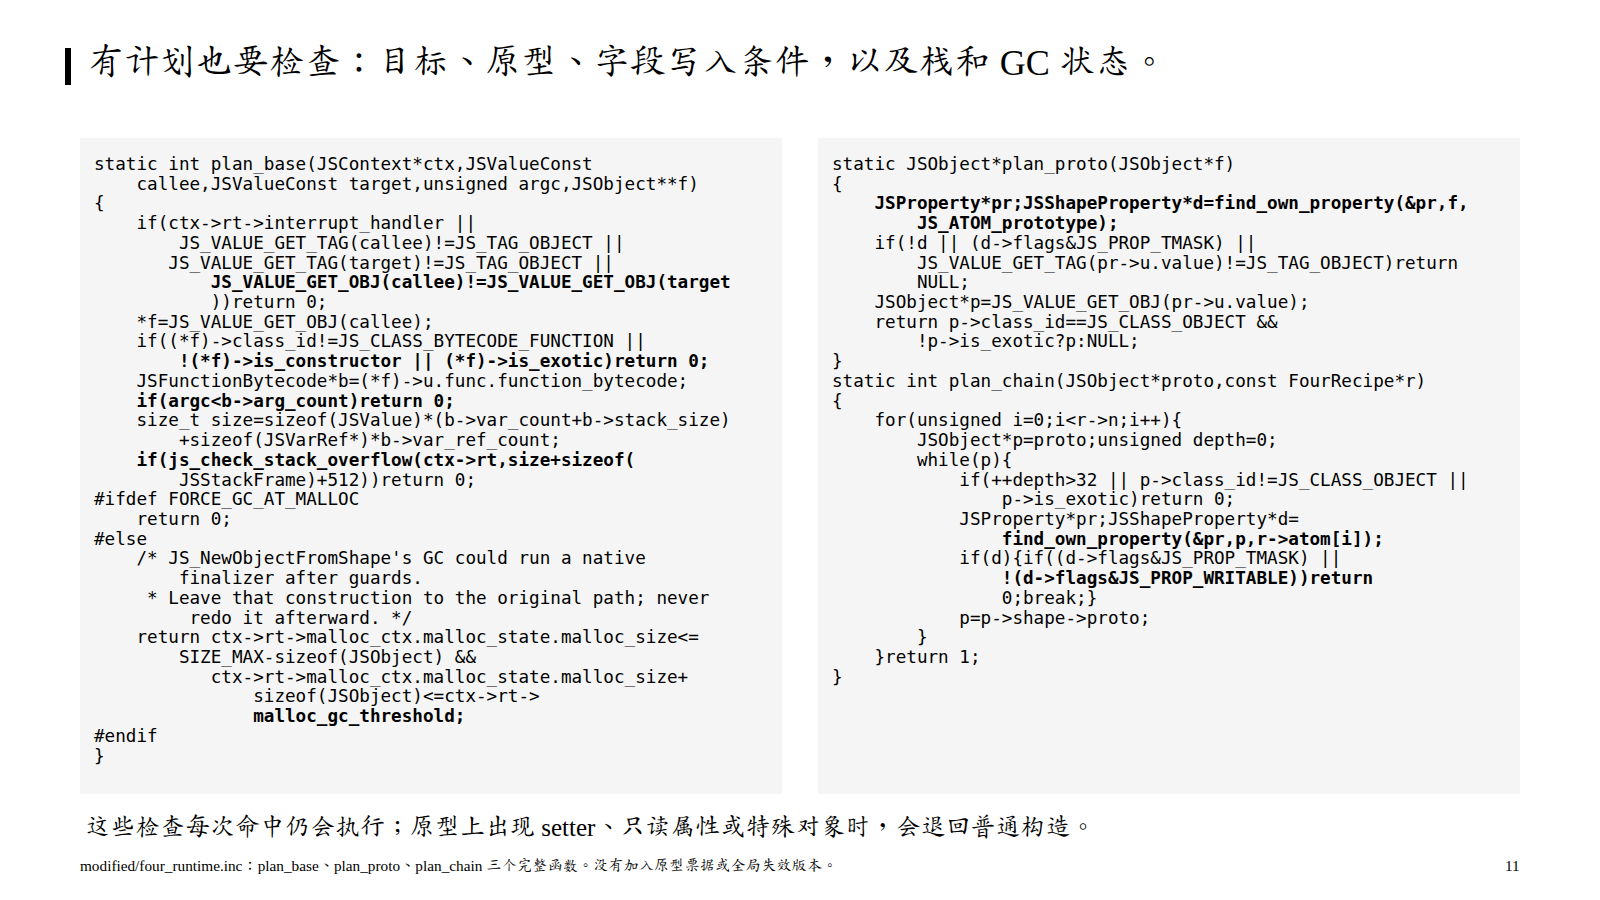 有计划也要检查：目标、原型、字段写入条件，以及栈和 GC 状态。
static int plan_base(JSContext*ctx,JSValueConst
    callee,JSValueConst target,unsigned argc,JSObject**f)
{
    if(ctx->rt->interrupt_handler ||
        JS_VALUE_GET_TAG(callee)!=JS_TAG_OBJECT ||
       JS_VALUE_GET_TAG(target)!=JS_TAG_OBJECT ||
           JS_VALUE_GET_OBJ(callee)!=JS_VALUE_GET_OBJ(target
           ))return 0;
    *f=JS_VALUE_GET_OBJ(callee);
    if((*f)->class_id!=JS_CLASS_BYTECODE_FUNCTION ||
        !(*f)->is_constructor || (*f)->is_exotic)return 0;
    JSFunctionBytecode*b=(*f)->u.func.function_bytecode;
    if(argc<b->arg_count)return 0;
    size_t size=sizeof(JSValue)*(b->var_count+b->stack_size)
        +sizeof(JSVarRef*)*b->var_ref_count;
    if(js_check_stack_overflow(ctx->rt,size+sizeof(
        JSStackFrame)+512))return 0;
#ifdef FORCE_GC_AT_MALLOC
    return 0;
#else
    /* JS_NewObjectFromShape's GC could run a native
        finalizer after guards.
     * Leave that construction to the original path; never
         redo it afterward. */
    return ctx->rt->malloc_ctx.malloc_state.malloc_size<=
        SIZE_MAX-sizeof(JSObject) &&
           ctx->rt->malloc_ctx.malloc_state.malloc_size+
               sizeof(JSObject)<=ctx->rt->
               malloc_gc_threshold;
#endif
}
static JSObject*plan_proto(JSObject*f)
{
    JSProperty*pr;JSShapeProperty*d=find_own_property(&pr,f,
        JS_ATOM_prototype);
    if(!d || (d->flags&JS_PROP_TMASK) ||
        JS_VALUE_GET_TAG(pr->u.value)!=JS_TAG_OBJECT)return
        NULL;
    JSObject*p=JS_VALUE_GET_OBJ(pr->u.value);
    return p->class_id==JS_CLASS_OBJECT &&
        !p->is_exotic?p:NULL;
}
static int plan_chain(JSObject*proto,const FourRecipe*r)
{
    for(unsigned i=0;i<r->n;i++){
        JSObject*p=proto;unsigned depth=0;
        while(p){
            if(++depth>32 || p->class_id!=JS_CLASS_OBJECT ||
                p->is_exotic)return 0;
            JSProperty*pr;JSShapeProperty*d=
                find_own_property(&pr,p,r->atom[i]);
            if(d){if((d->flags&JS_PROP_TMASK) ||
                !(d->flags&JS_PROP_WRITABLE))return
                0;break;}
            p=p->shape->proto;
        }
    }return 1;
}
这些检查每次命中仍会执行；原型上出现 setter、只读属性或特殊对象时，会退回普通构造。
modified/four_runtime.inc：plan_base、plan_proto、plan_chain 三个完整函数。没有加入原型票据或全局失效版本。
11